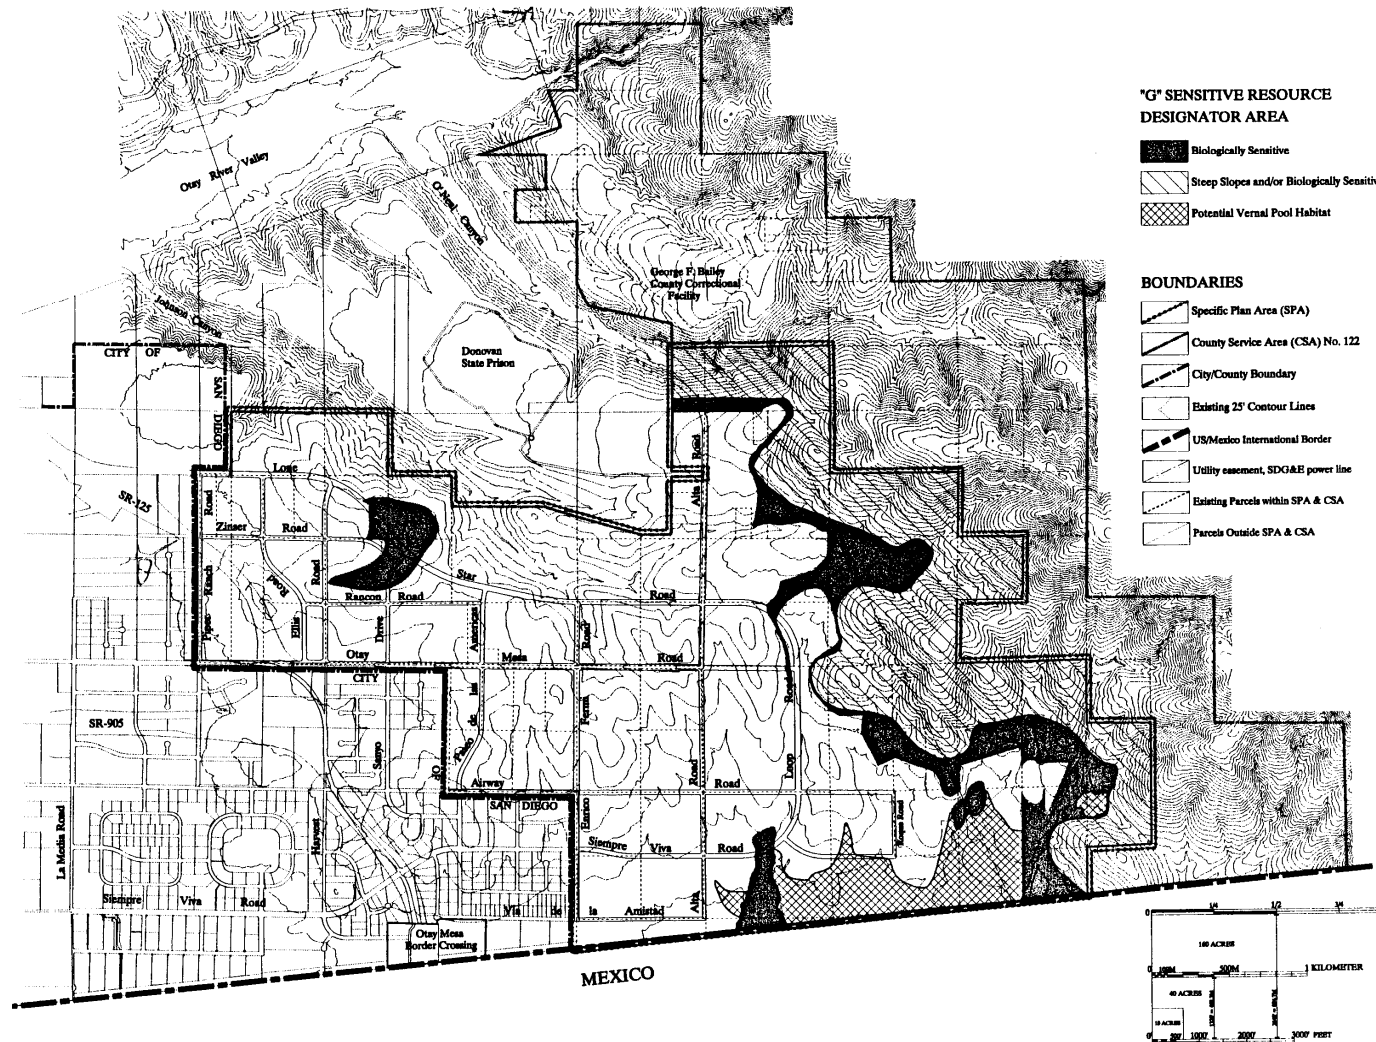 "G" SENSITIVE RESOURCE
DESIGNATOR AREA
Biologically Sensitive
Steep Slopes and/or Biologically Sensitive
Potential Vernal Pool Habitat
BOUNDARIES
Specific Plan Area (SPA)
County Service Area (CSA) No. 122
City/County Boundary
Existing 25' Contour Lines
US/Mexico International Border
Utility easement, SDG&E power line
Existing Parcels within SPA & CSA
Parcels Outside SPA & CSA
Otay River Valley
O'Neal Canyon
George F. Bailey
County Correctional
Facility
Johnson Canyon
Donovan
State Prison
CITY OF
SAN DIEGO
Lone
Star
Road
SR-125
Zinser Road
Piper Ranch Road
Road
Ellis Road
Rancon Road
Drive
Alta Road
Otay Mesa Road
CITY
OF
SAN DIEGO
Paseo de las Americas
Enrico Fermi Road
Loop Road
SR-905
Sanyo
Airway Road
La Media Road
Harvest
Siempre Viva Road
Alta Road
Siempre Viva Road
Via de la Amistad
Otay Mesa
Border Crossing
MEXICO
0 1/4 1/2 3/4
160 ACRES
0 100M 500M 1 KILOMETER
40 ACRES
10 ACRES
0' 500' 1000' 2000' 3000' FEET